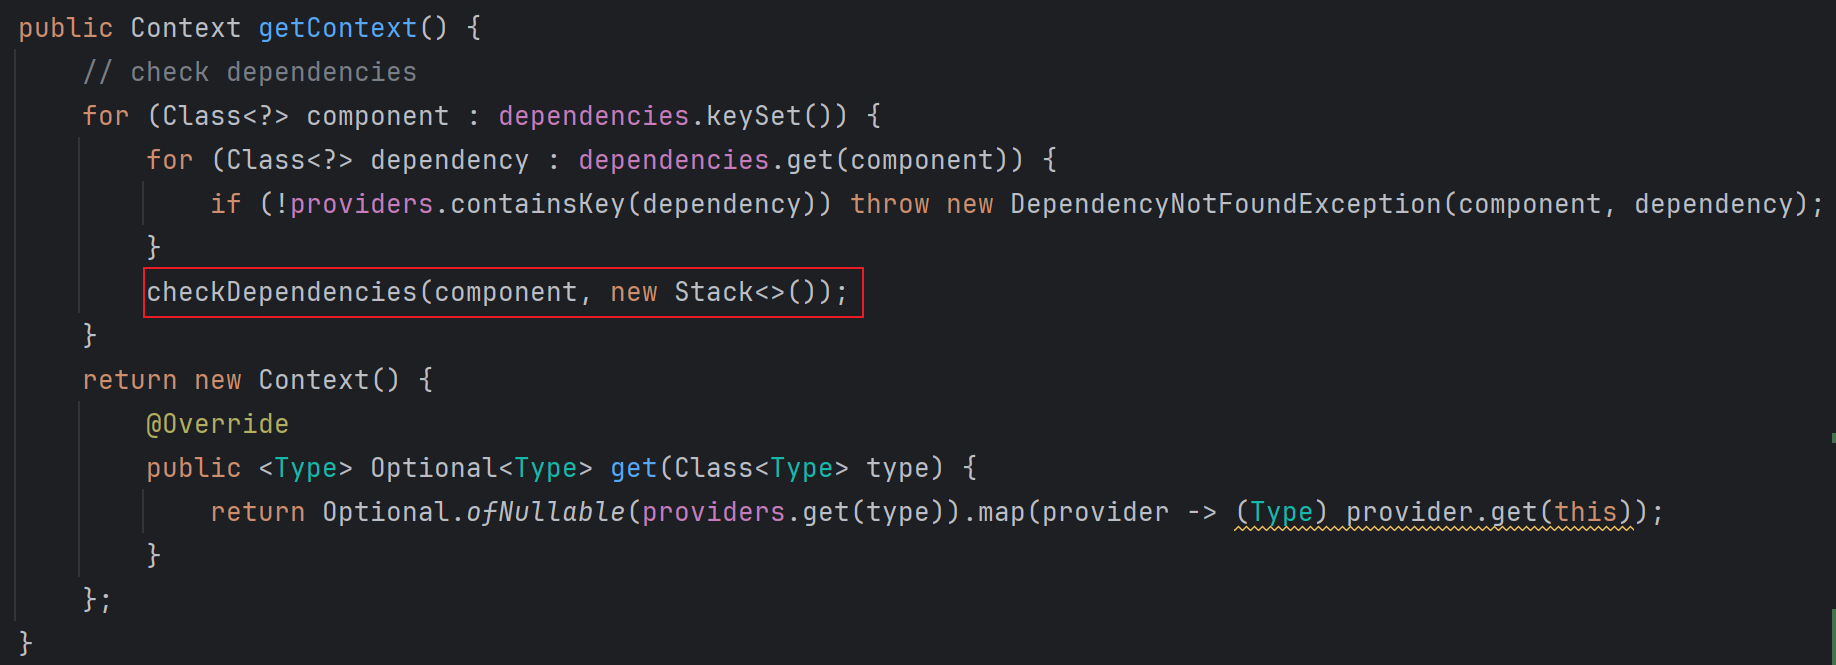 public Context getContext() {
    // check dependencies
    for (Class<?> component : dependencies.keySet()) {
        for (Class<?> dependency : dependencies.get(component)) {
            if (!providers.containsKey(dependency)) throw new DependencyNotFoundException(component, dependency);
        }
        checkDependencies(component, new Stack<>());
    }
    return new Context() {
        @Override
        public <Type> Optional<Type> get(Class<Type> type) {
            return Optional.ofNullable(providers.get(type)).map(provider -> (Type) provider.get(this));
        }
    };
}